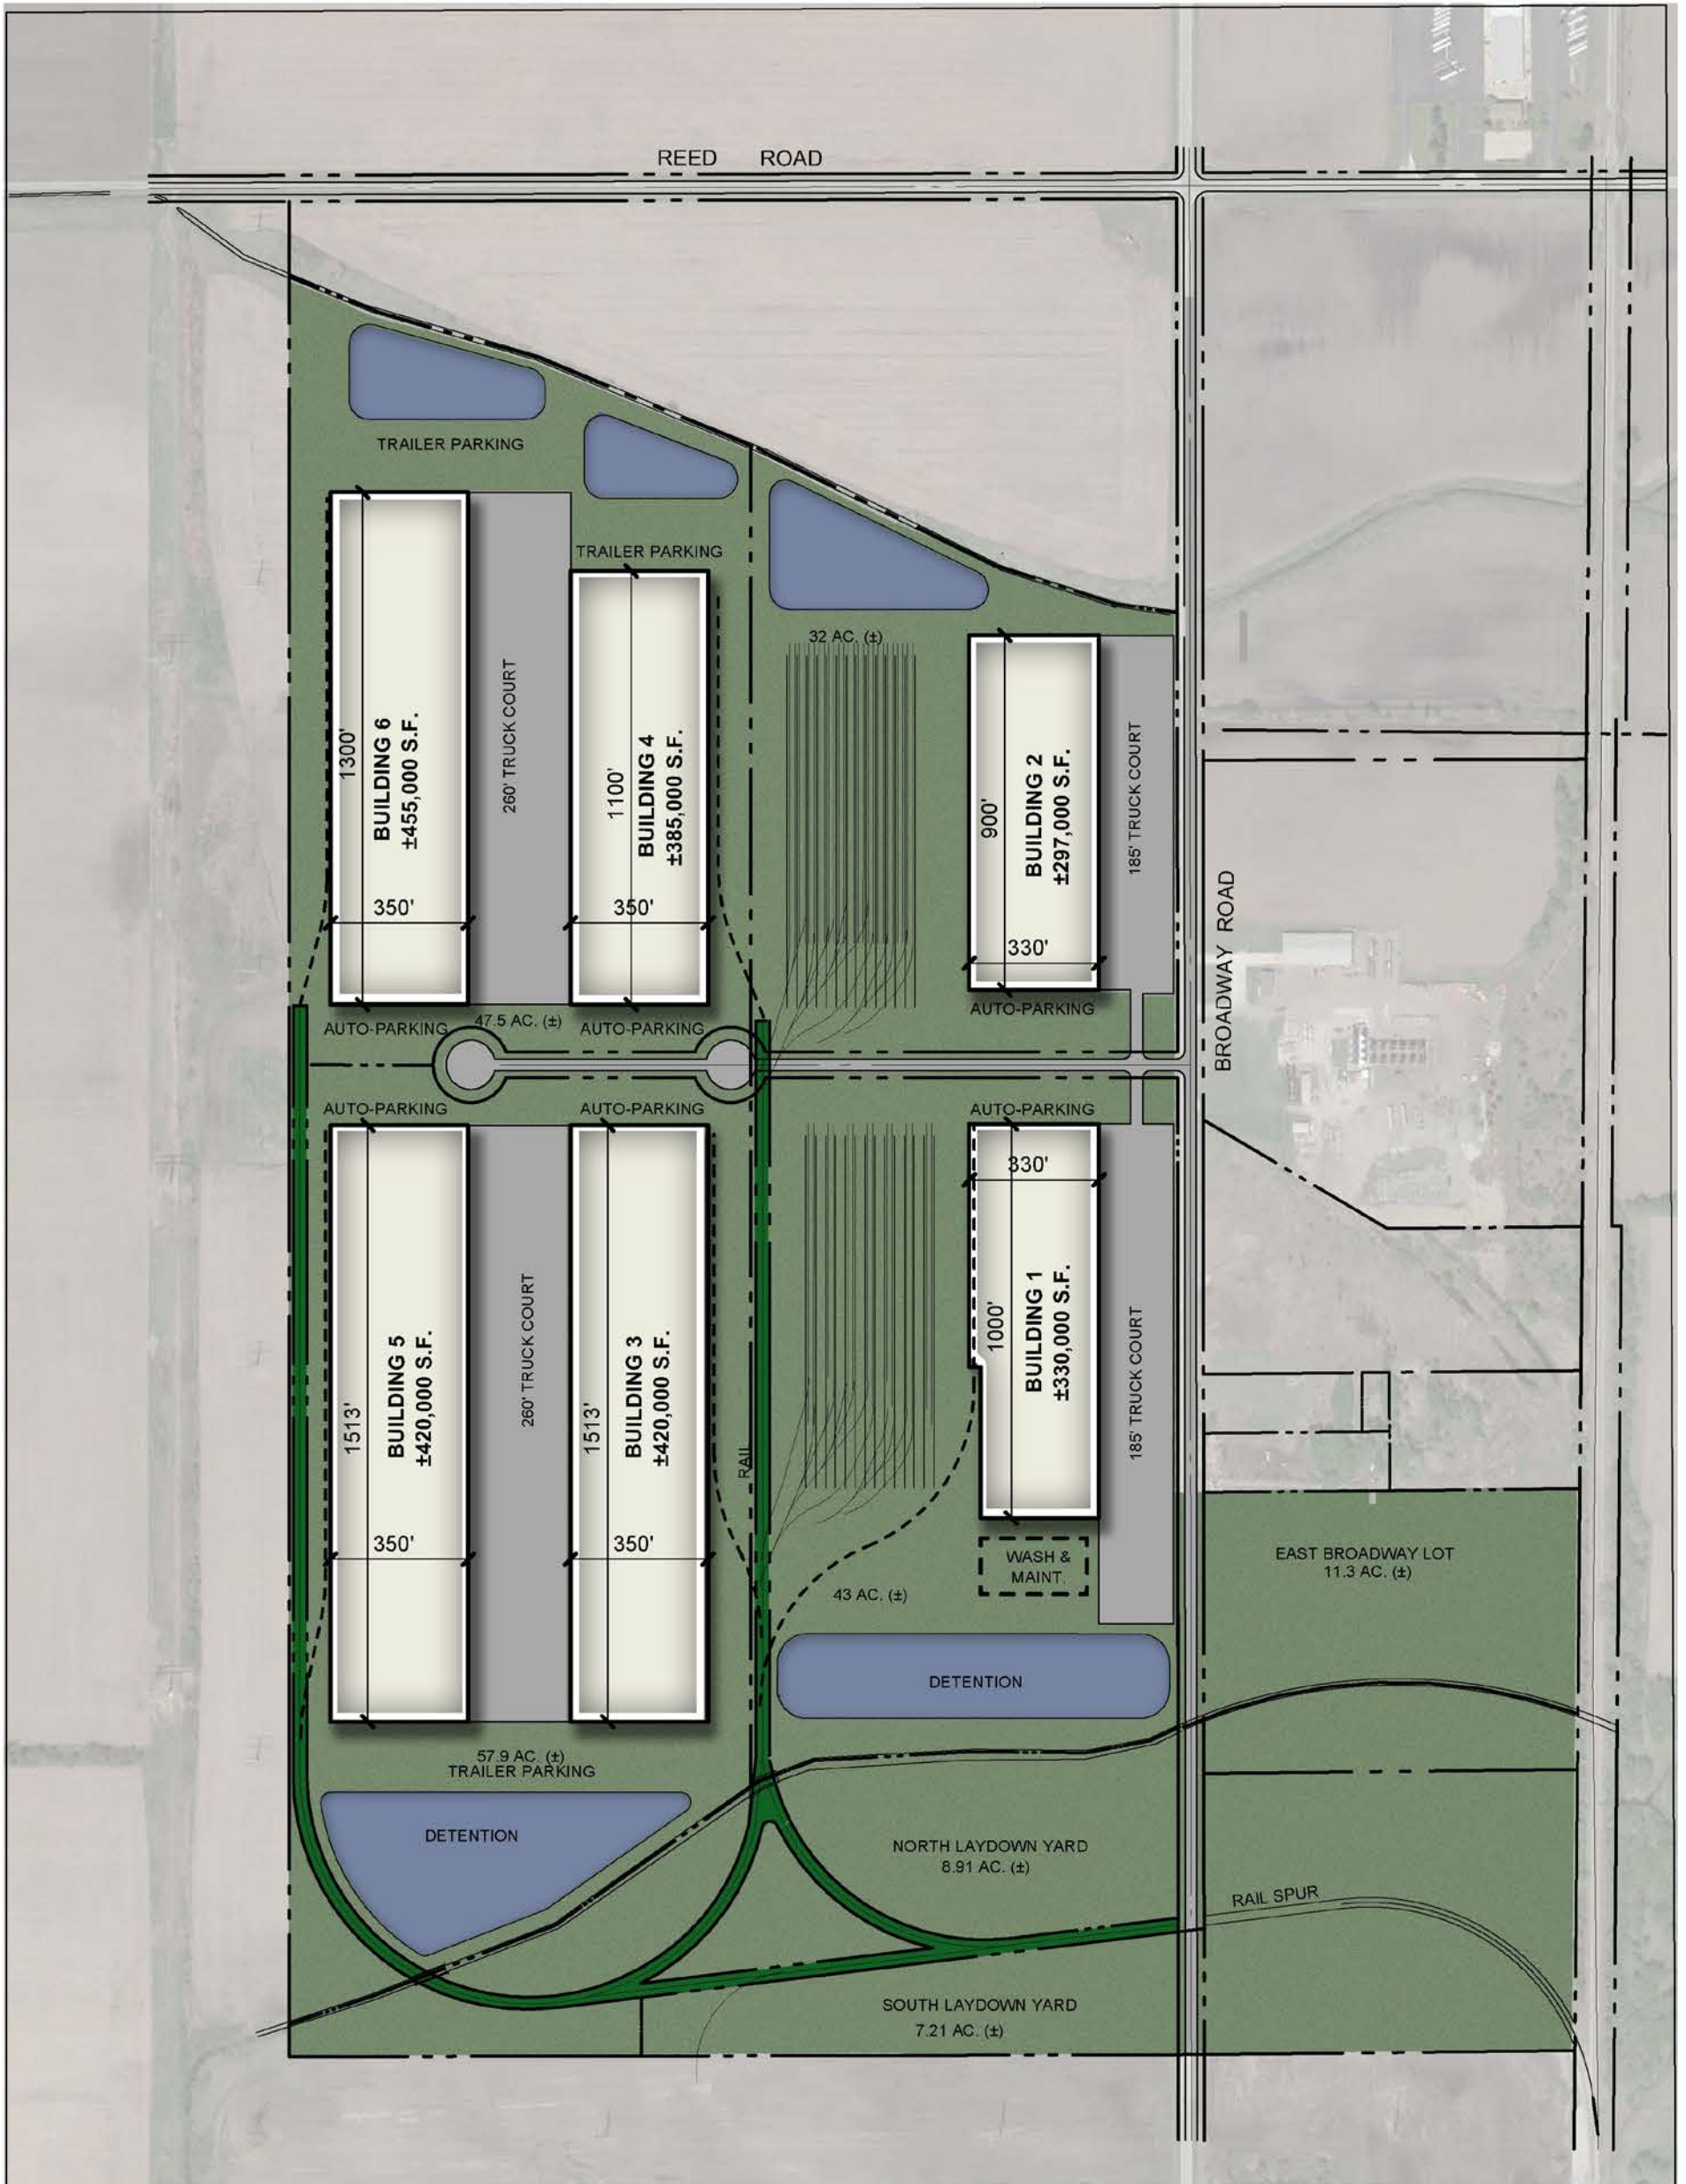 REED ROAD
TRAILER PARKING
TRAILER PARKING
32 AC. (±)
1300'
BUILDING 6
±455,000 S.F.
350'
260' TRUCK COURT
1100'
BUILDING 4
±385,000 S.F.
350'
900'
BUILDING 2
±297,000 S.F.
330'
185' TRUCK COURT
BROADWAY ROAD
AUTO-PARKING
47.5 AC. (±)
AUTO-PARKING
AUTO-PARKING
AUTO-PARKING
AUTO-PARKING
AUTO-PARKING
1513'
BUILDING 5
±420,000 S.F.
350'
260' TRUCK COURT
1513'
BUILDING 3
±420,000 S.F.
350'
RAIL
330'
1000'
BUILDING 1
±330,000 S.F.
185' TRUCK COURT
WASH &
MAINT.
43 AC. (±)
EAST BROADWAY LOT
11.3 AC. (±)
DETENTION
57.9 AC. (±)
TRAILER PARKING
DETENTION
NORTH LAYDOWN YARD
8.91 AC. (±)
RAIL SPUR
SOUTH LAYDOWN YARD
7.21 AC. (±)